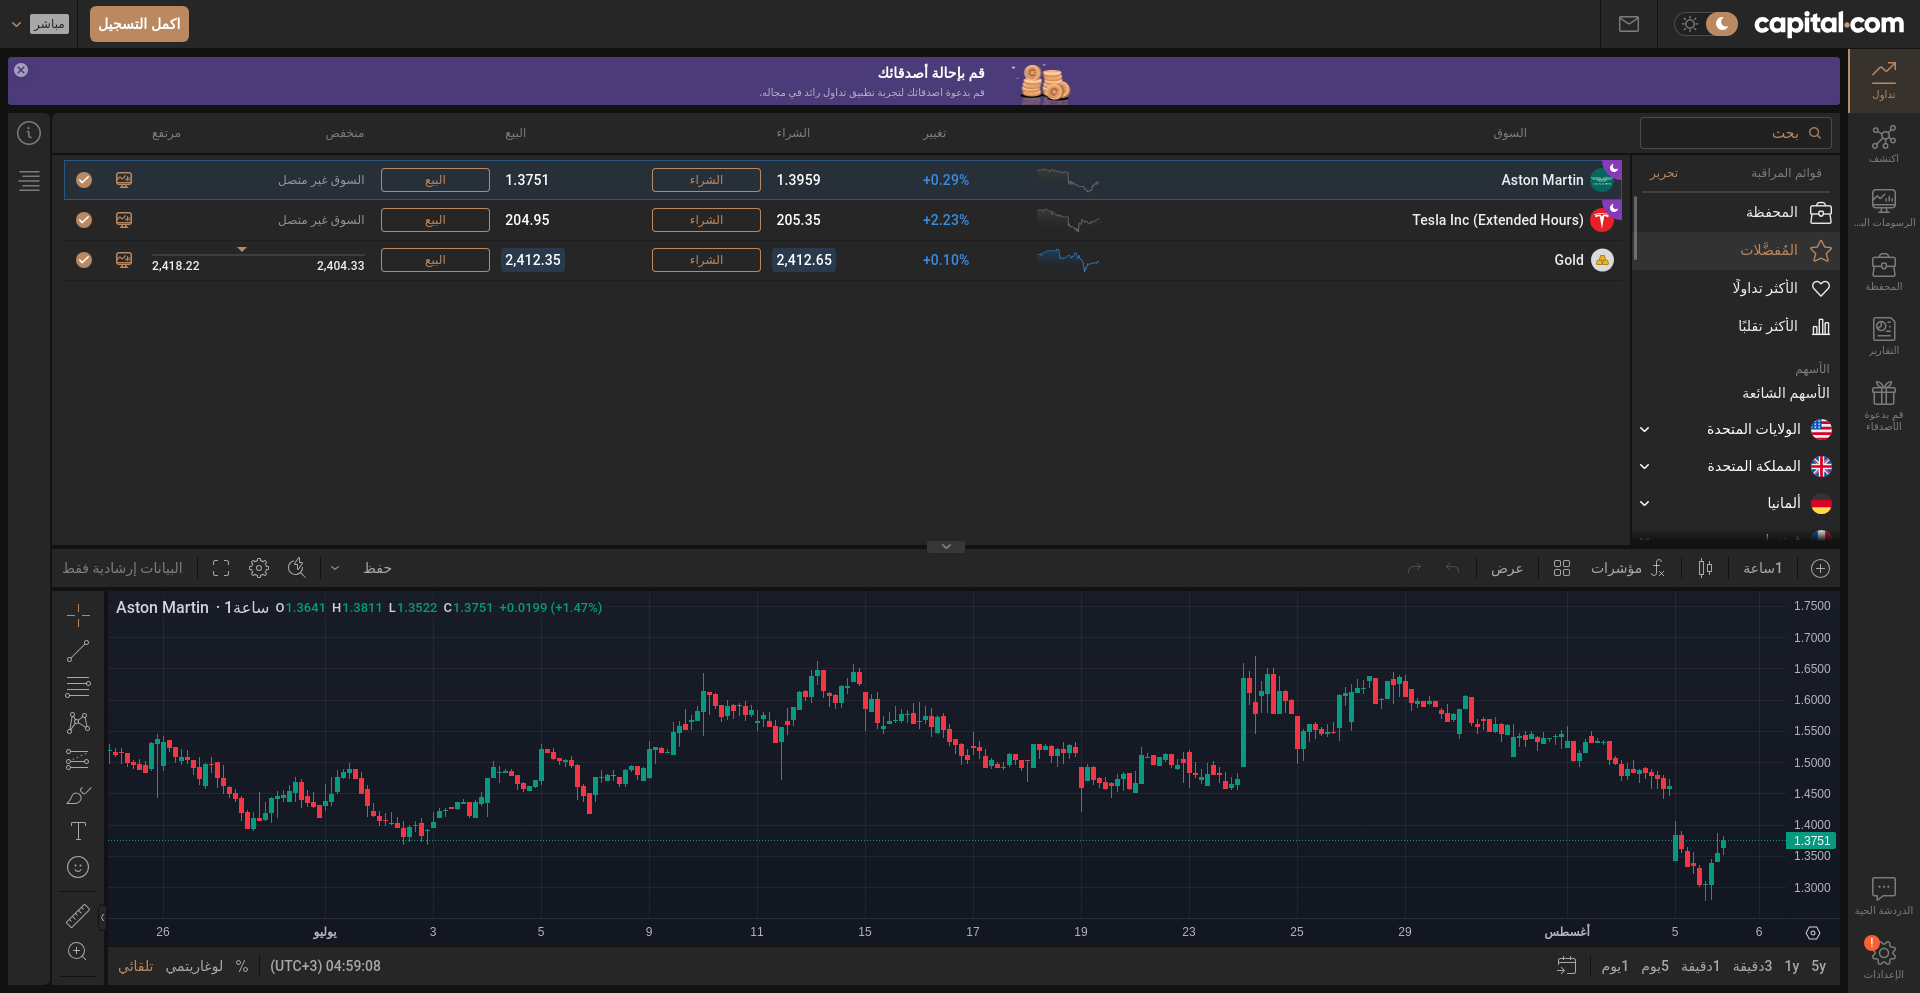 capital.com
اكمل التسجيل
مباشر
قم بإحالة أصدقائك
قم بدعوة اصدقائك لتجربة تطبيق تداول رائد في مجاله.
تداول
اكتشف
الرسومات البـ...
المحفظة
التقارير
قم بدعوة
الأصدقاء
الدردشة الحية
!
الإعدادات
بحث
قوائم المراقبة
تحرير
المحفظة
المُفضَّلات
الأكثر تداولًا
الأكثر تقلبًا
الأسهم
الأسهم الشائعة
الولايات المتحدة
المملكة المتحدة
ألمانيا
السوق تغيير الشراء البيع منخفض مرتفع
Aston Martin +0.29% 1.3959 الشراء 1.3751 البيع السوق غير متصل
Tesla Inc (Extended Hours) +2.23% 205.35 الشراء 204.95 البيع السوق غير متصل
Gold +0.10% 2,412.65 الشراء 2,412.35 البيع 2,404.33 2,418.22
1ساعة
مؤشرات
عرض
حفظ
البيانات إرشادية فقط
Aston Martin · 1ساعة O1.3641 H1.3811 L1.3522 C1.3751 +0.0199 (+1.47%)
1.7500
1.7000
1.6500
1.6000
1.5500
1.5000
1.4500
1.4000
1.3751
1.3500
1.3000
26 يوليو 3 5 9 11 15 17 19 23 25 29 أغسطس 5 6
5y 1y 3دقيقة 1دقيقة 5يوم 1يوم
04:59:08 (UTC+3)
%
لوغاريتمي
تلقائي